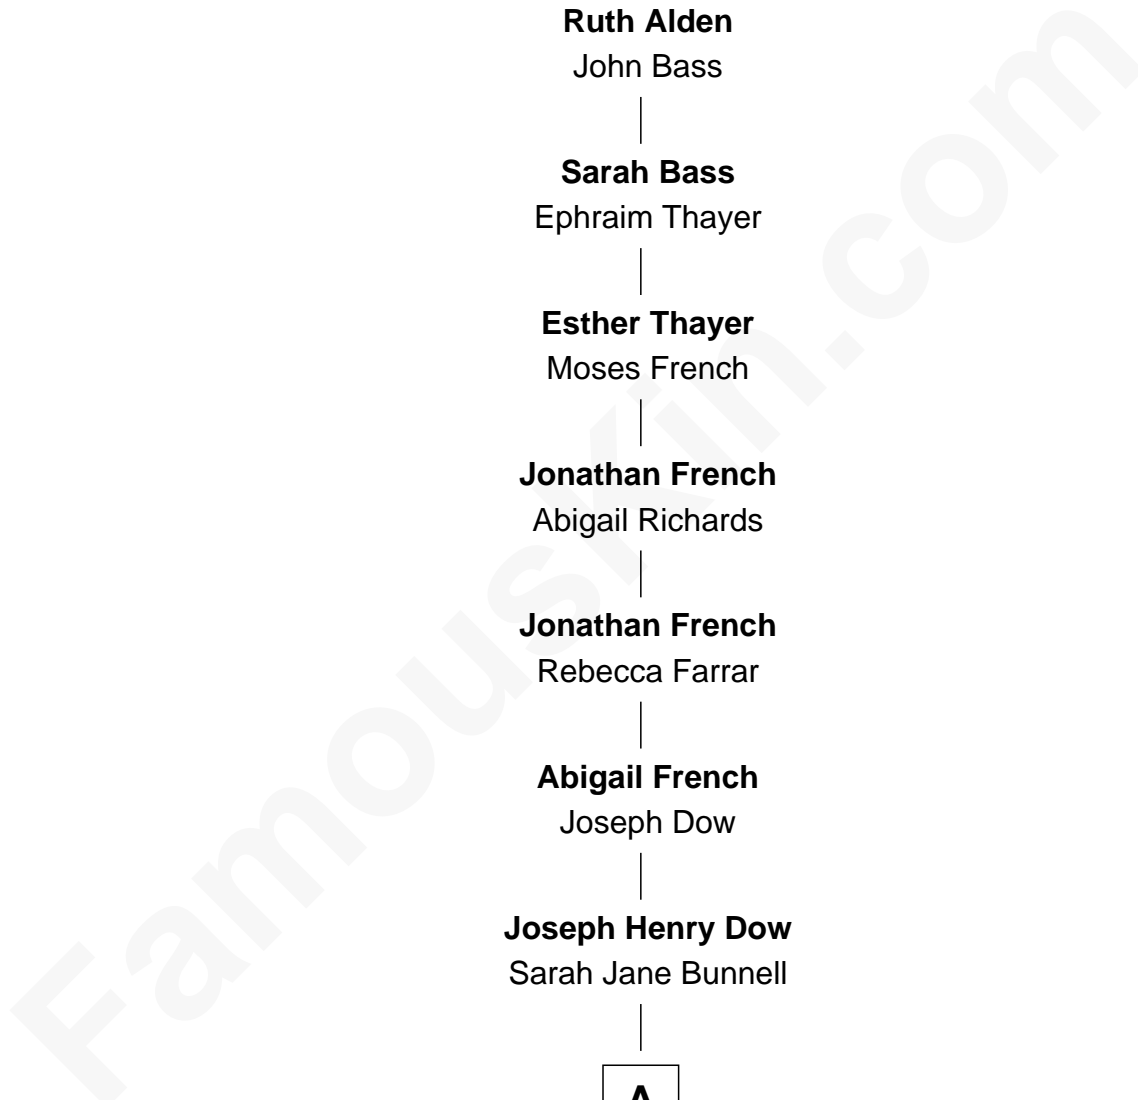 Ruth Alden
John Bass
Sarah Bass
Ephraim Thayer
Esther Thayer
Moses French
Jonathan French
Abigail Richards
Jonathan French
Rebecca Farrar
Abigail French
Joseph Dow
Joseph Henry Dow
Sarah Jane Bunnell
A
FamousKin.com